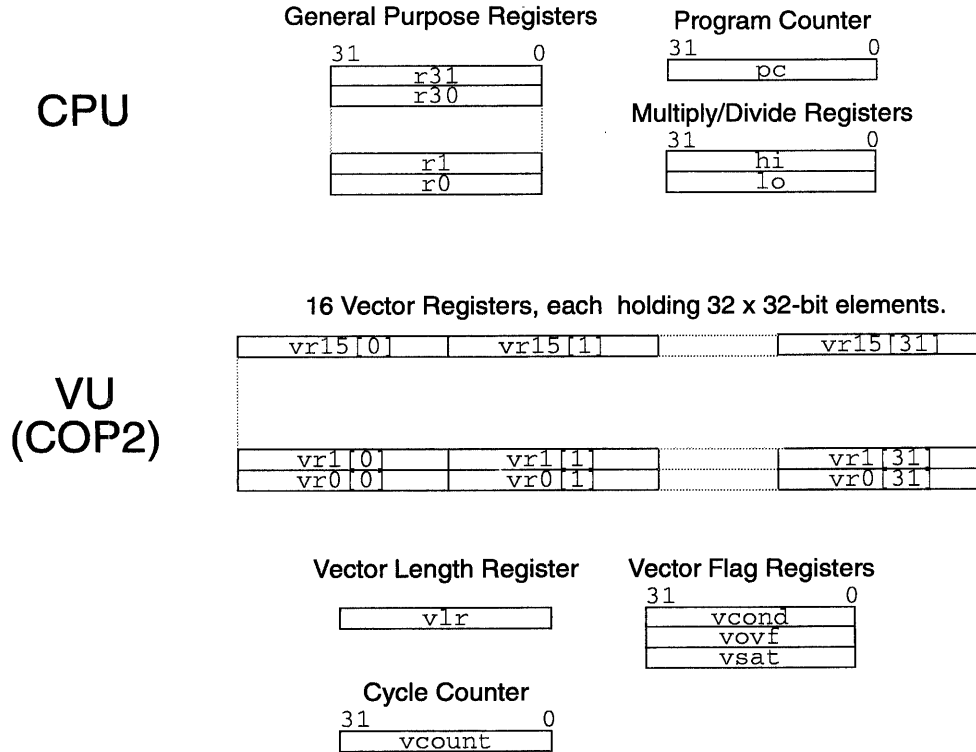 General Purpose Registers
31 0
r31
r30
r1
r0
Program Counter
31 0
pc
Multiply/Divide Registers
31 0
hi
lo
CPU
16 Vector Registers, each holding 32 x 32-bit elements.
vr15[0] vr15[1] vr15[31]
vr1[0] vr1[1] vr1[31]
vr0[0] vr0[1] vr0[31]
VU
(COP2)
Vector Length Register
vlr
Vector Flag Registers
31 0
vcond
vovf
vsat
Cycle Counter
31 0
vcount